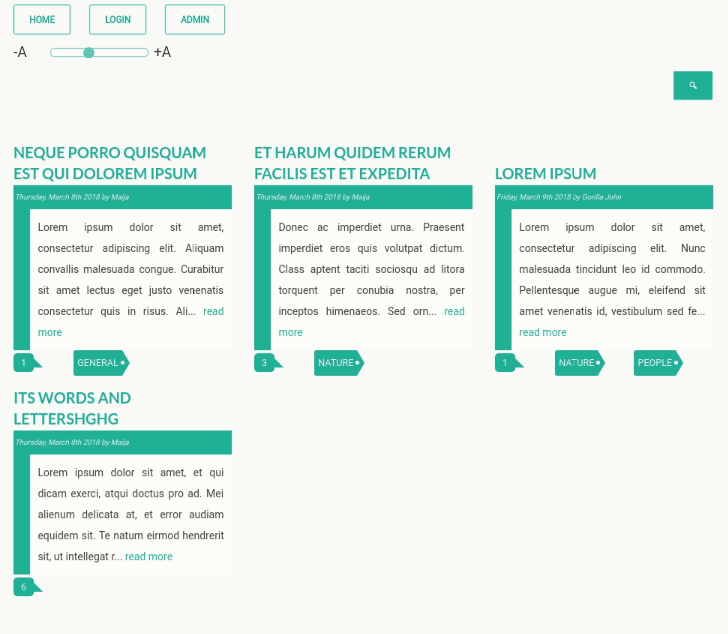 HOME LOGIN ADMIN
-A +A
NEQUE PORRO QUISQUAM
EST QUI DOLOREM IPSUM
Thursday, March 8th 2018 by Maija
Lorem ipsum dolor sit amet,
consectetur adipiscing elit. Aliquam
convallis malesuada congue. Curabitur
sit amet lectus eget justo venenatis
consectetur quis in risus. Ali... read
more
1 GENERAL
ET HARUM QUIDEM RERUM
FACILIS EST ET EXPEDITA
Thursday, March 8th 2018 by Maija
Donec ac imperdiet urna. Praesent
imperdiet eros quis volutpat dictum.
Class aptent taciti sociosqu ad litora
torquent per conubia nostra, per
inceptos himenaeos. Sed orn... read
more
3 NATURE
LOREM IPSUM
Friday, March 9th 2018 by Gorilla John
Lorem ipsum dolor sit amet,
consectetur adipiscing elit. Nunc
malesuada tincidunt leo id commodo.
Pellentesque augue mi, eleifend sit
amet venenatis id, vestibulum sed fe...
read more
1 NATURE PEOPLE
ITS WORDS AND
LETTERSHGHG
Thursday, March 8th 2018 by Maija
Lorem ipsum dolor sit amet, et qui
dicam exerci, atqui doctus pro ad. Mei
alienum delicata at, et error audiam
equidem sit. Te natum eirmod hendrerit
sit, ut intellegat r... read more
6